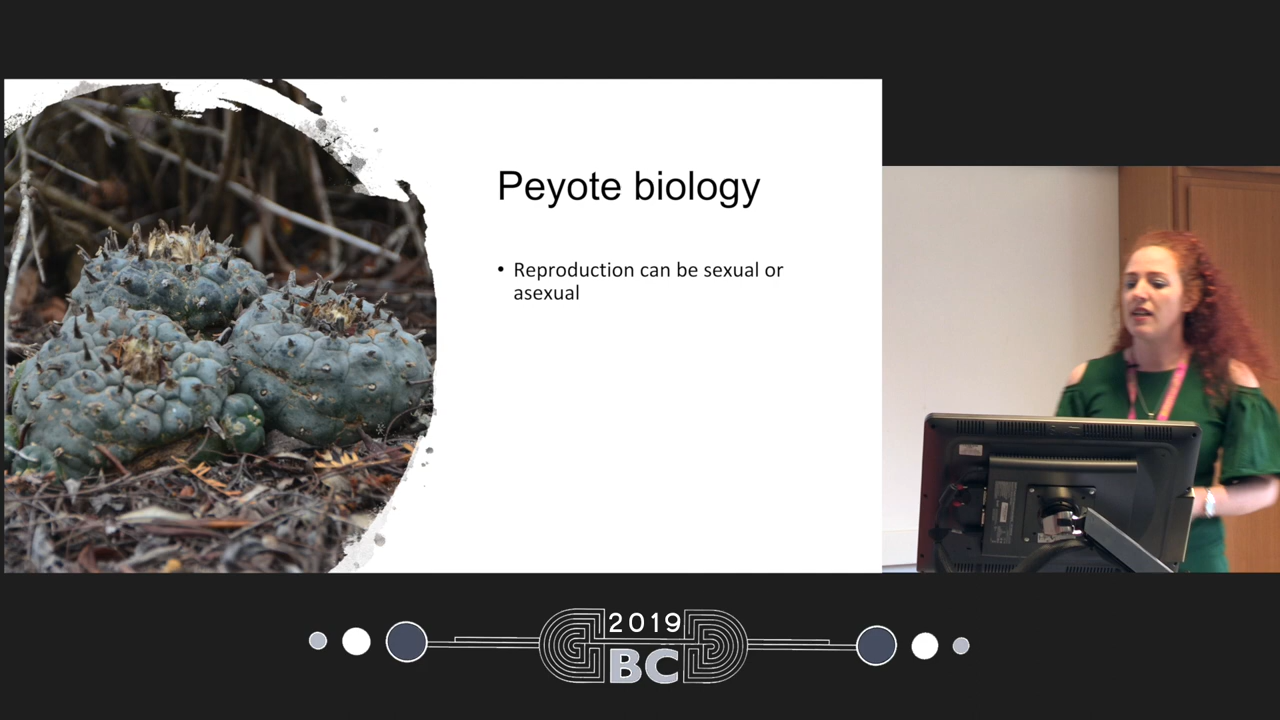 Peyote biology
• Reproduction can be sexual or
asexual
2019
BC